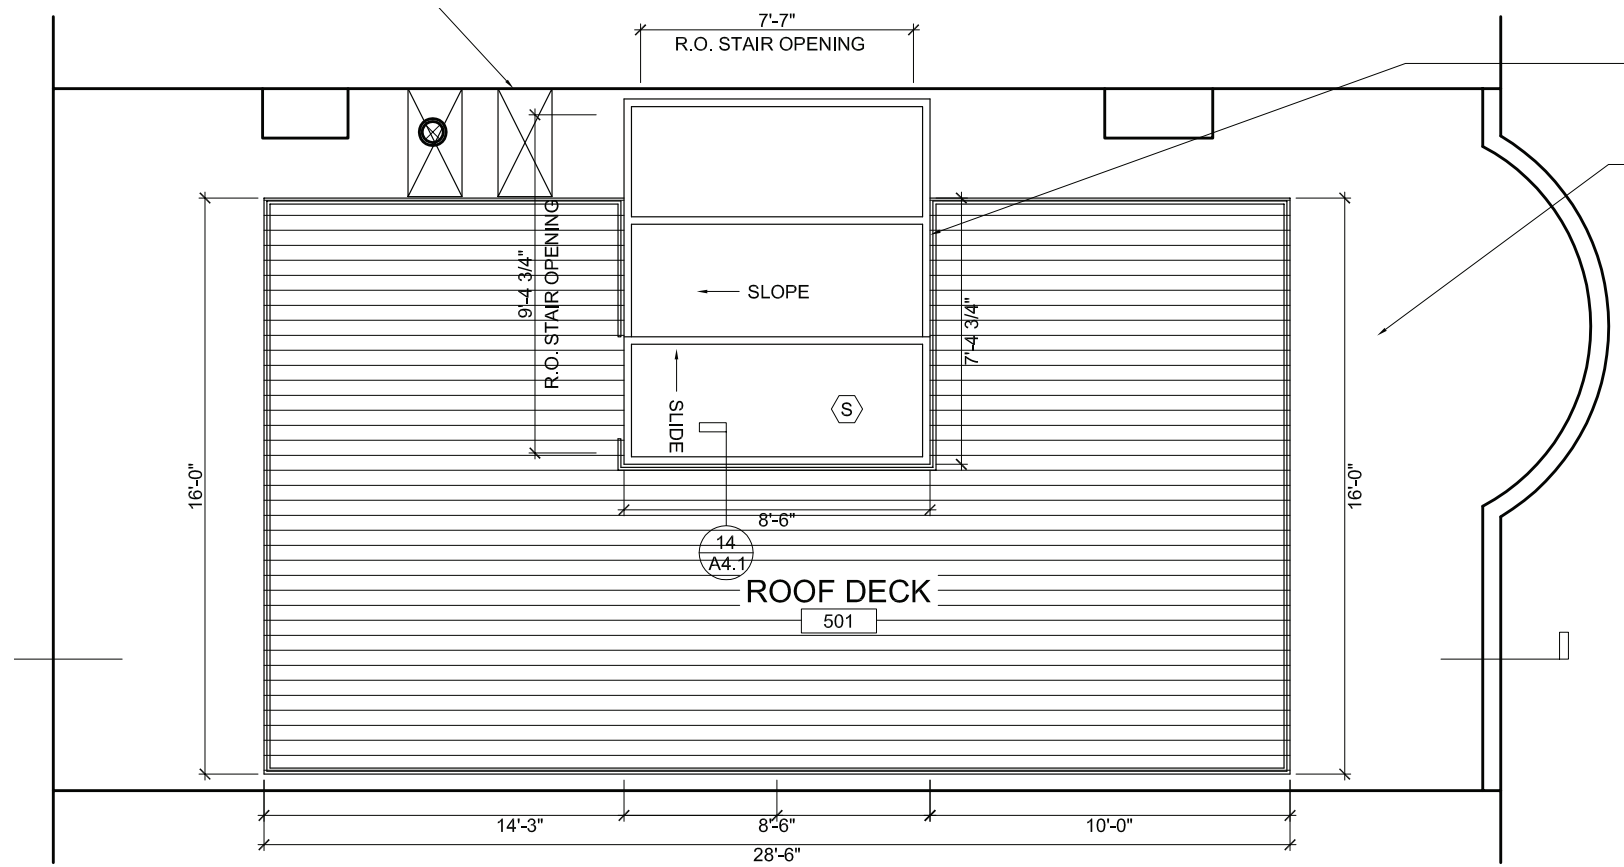 7'-7"
R.O. STAIR OPENING
9'-4 3/4"
R.O. STAIR OPENING
SLOPE
7'-4 3/4"
SLIDE
S
16'-0"
16'-0"
8'-6"
14
A4.1
ROOF DECK
501
14'-3"
8'-6"
10'-0"
28'-6"